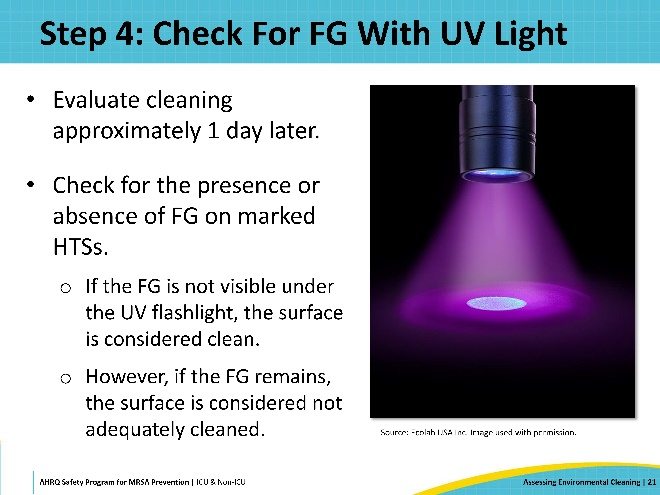 Step 4: Check For FG With UV Light
• Evaluate cleaning
approximately 1 day later.
• Check for the presence or
absence of FG on marked
HTSs.
o If the FG is not visible under
the UV flashlight, the surface
is considered clean.
o However, if the FG remains,
the surface is considered not
adequately cleaned.
Source: Ecolab USA Inc. Image used with permission.
AHRQ Safety Program for MRSA Prevention | ICU & Non-ICU
Assessing Environmental Cleaning | 21